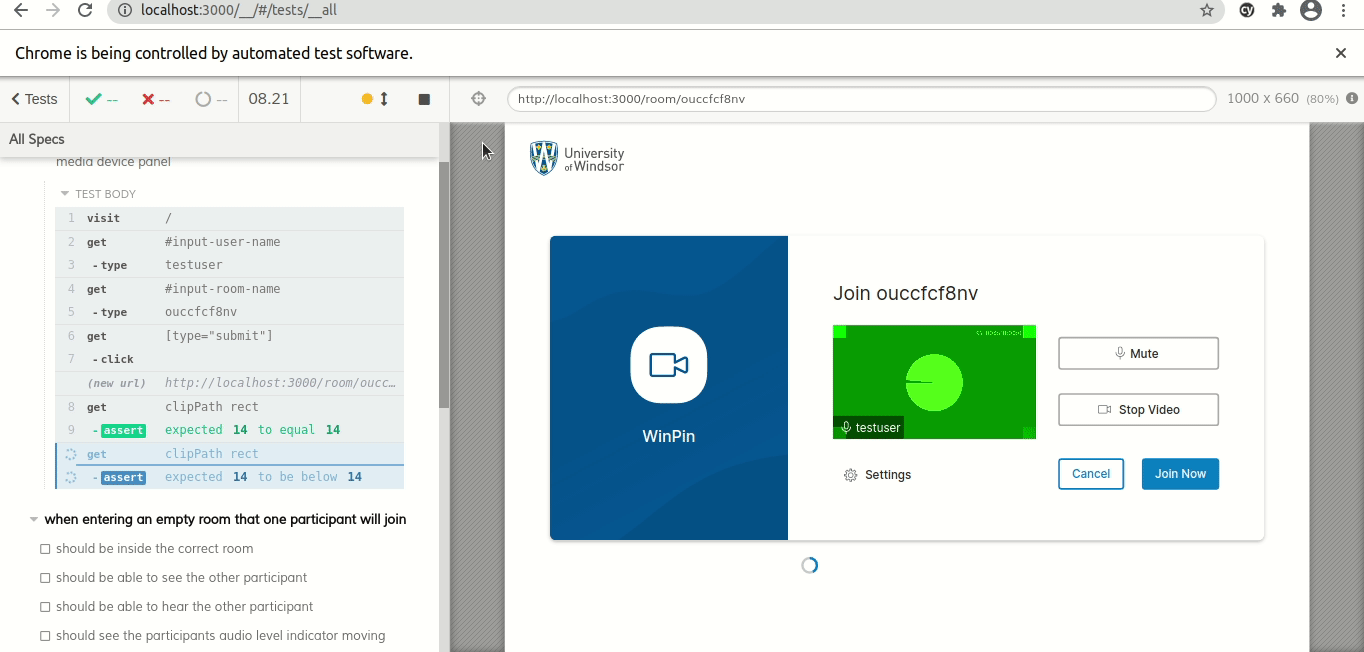 localhost:3000/__/#/tests/__all
Chrome is being controlled by automated test software.
Tests -- -- -- 08.21
http://localhost:3000/room/ouccfcf8nv
1000 x 660 (80%)
All Specs
media device panel
TEST BODY
1 visit /
2 get #input-user-name
3 -type testuser
4 get #input-room-name
5 -type ouccfcf8nv
6 get [type="submit"]
7 -click
(new url) http://localhost:3000/room/oucc…
8 get clipPath rect
9 -assert expected 14 to equal 14
get clipPath rect
-assert expected 14 to be below 14
when entering an empty room that one participant will join
should be inside the correct room
should be able to see the other participant
should be able to hear the other participant
should see the participants audio level indicator moving
University
of Windsor
WinPin
Join ouccfcf8nv
testuser
Mute
Stop Video
Settings
Cancel
Join Now